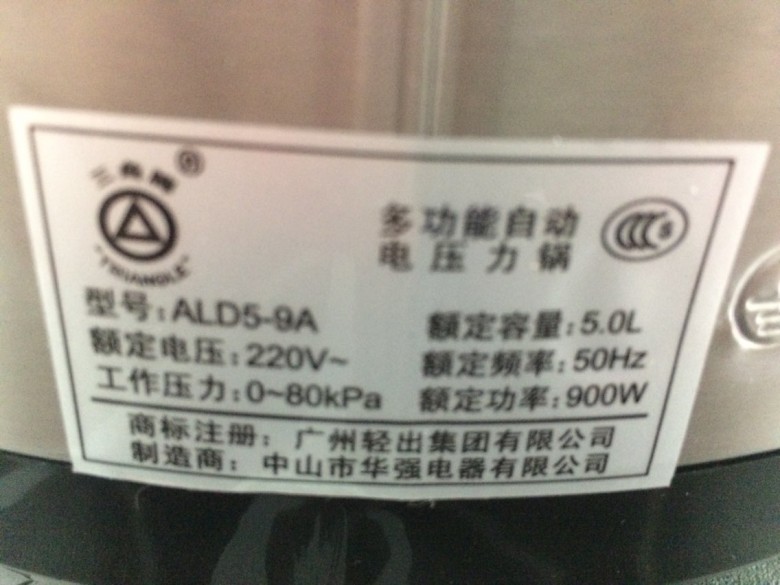 三角牌®
"TRIANGLE"
多功能自动
电压力锅
型号:ALD5-9A
额定容量:5.0L
额定电压:220V~
额定频率:50Hz
工作压力:0~80kPa
额定功率:900W
商标注册：广州轻出集团有限公司
制造商：中山市华强电器有限公司